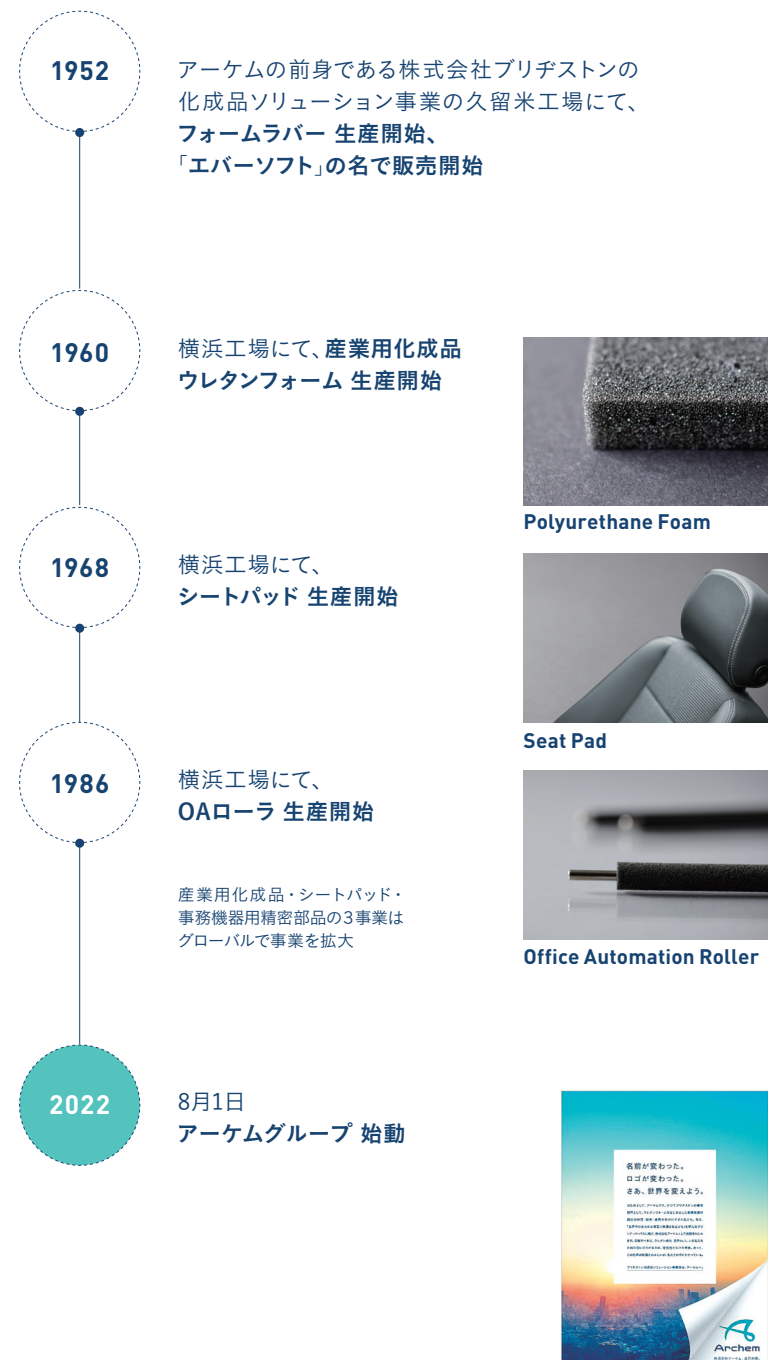 1952
アーケムの前身である株式会社ブリヂストンの
化成品ソリューション事業の久留米工場にて、
フォームラバー 生産開始、
「エバーソフト」の名で販売開始
1960
横浜工場にて、産業用化成品
ウレタンフォーム 生産開始
Polyurethane Foam
1968
横浜工場にて、
シートパッド 生産開始
Seat Pad
1986
横浜工場にて、
OAローラ 生産開始
産業用化成品・シートパッド・
事務機器用精密部品の3事業は
グローバルで事業を拡大
Office Automation Roller
2022
8月1日
アーケムグループ 始動
名前が変わった。
ロゴが変わった。
さあ、世界を変えよう。
Archem